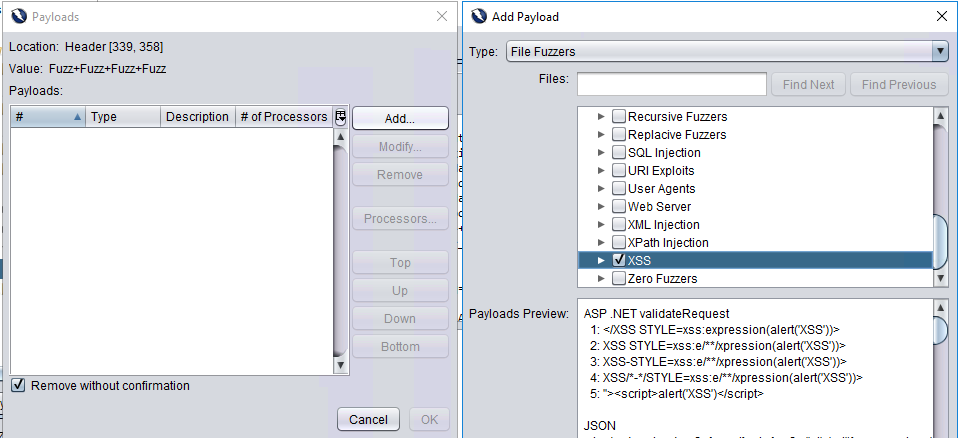 Payloads
Location: Header [339, 358]
Value: Fuzz+Fuzz+Fuzz+Fuzz
Payloads:
# Type Description # of Processors
Add...
Modify...
Remove
Processors...
Top
Up
Down
Bottom
Remove without confirmation
Cancel OK
Add Payload
Type: File Fuzzers
Files: Find Next Find Previous
Recursive Fuzzers
Replacive Fuzzers
SQL Injection
URI Exploits
User Agents
Web Server
XML Injection
XPath Injection
XSS
Zero Fuzzers
Payloads Preview:
ASP .NET validateRequest
1: </XSS STYLE=xss:expression(alert('XSS'))>
2: XSS STYLE=xss:e/**/xpression(alert('XSS'))>
3: XSS-STYLE=xss:e/**/xpression(alert('XSS'))>
4: XSS/*-*/STYLE=xss:e/**/xpression(alert('XSS'))>
5: "><script>alert('XSS')</script>
JSON